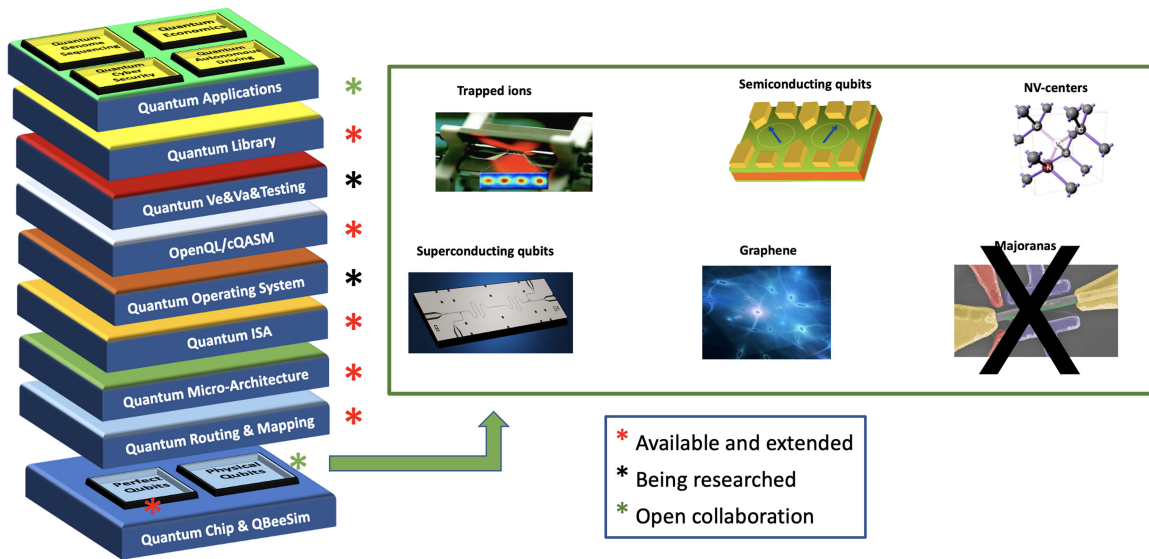 Quantum
Genome
Sequencing
Quantum
Economics
Quantum
Cyber
Security
Quantum
Autonomous
Driving
Quantum Applications
*
Quantum Library
*
Quantum Ve&Va&Testing
*
OpenQL/cQASM
*
Quantum Operating System
*
Quantum ISA
*
Quantum Micro-Architecture
*
Quantum Routing & Mapping
*
Perfect
Qubits
*
Physical
Qubits
*
Quantum Chip & QBeeSim
Trapped ions
Semiconducting qubits
NV-centers
Superconducting qubits
Graphene
Majoranas
X
* Available and extended
* Being researched
* Open collaboration